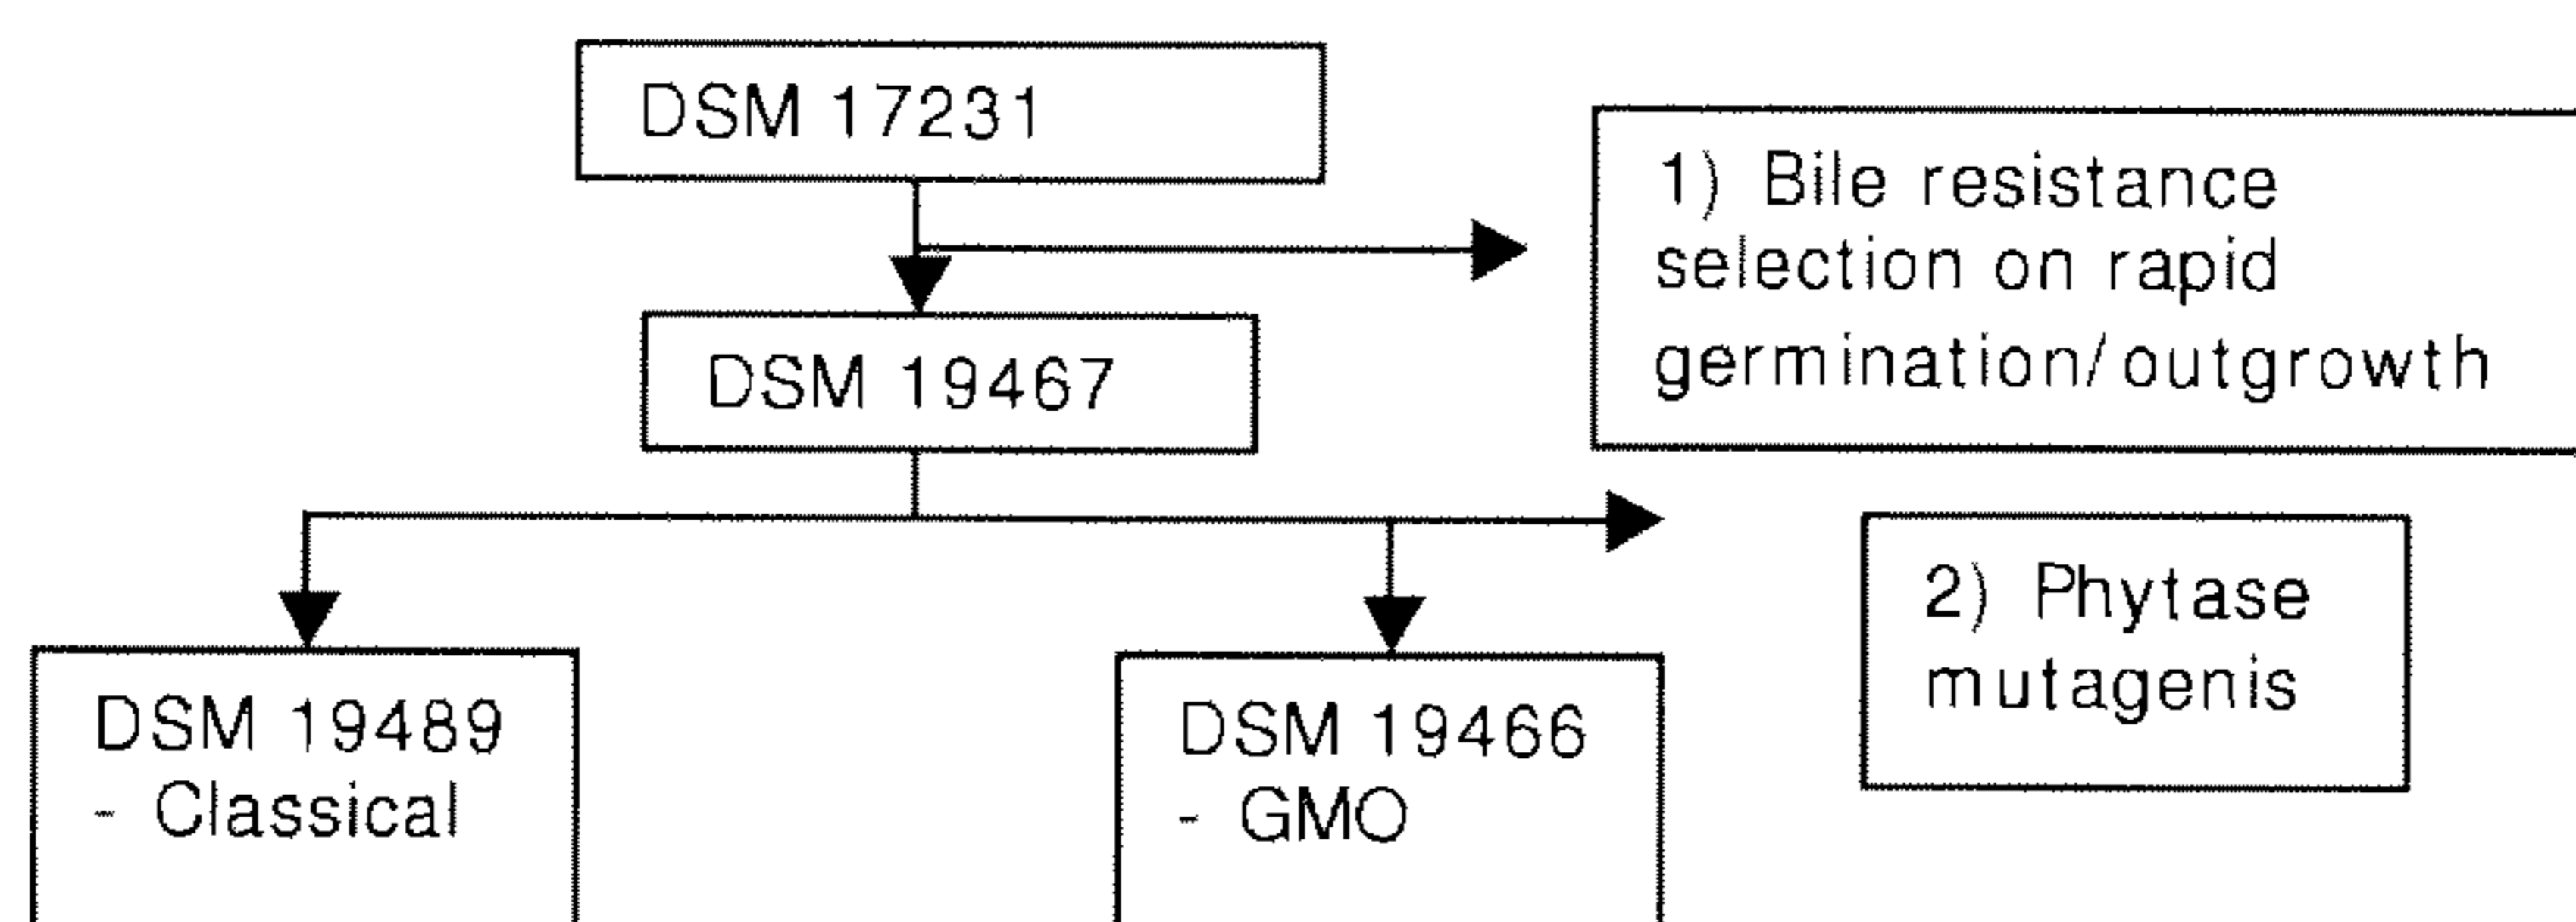 DSM 17231
1) Bile resistance
selection on rapid
germination/outgrowth
DSM 19467
DSM 19489
- Classical
DSM 19466
- GMO
2) Phytase
mutagenis